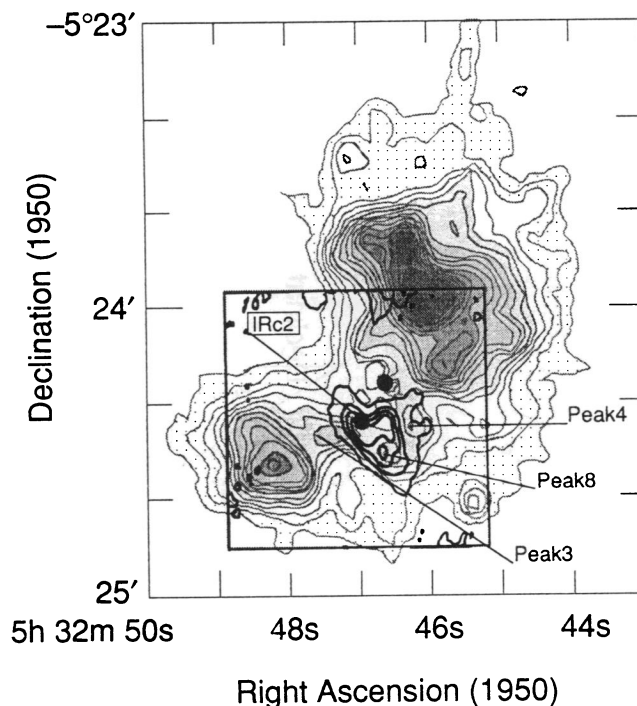 −5°23′
Declination (1950)
24′
IRc2
Peak4
Peak8
Peak3
25′
5h 32m 50s 48s 46s 44s
Right Ascension (1950)